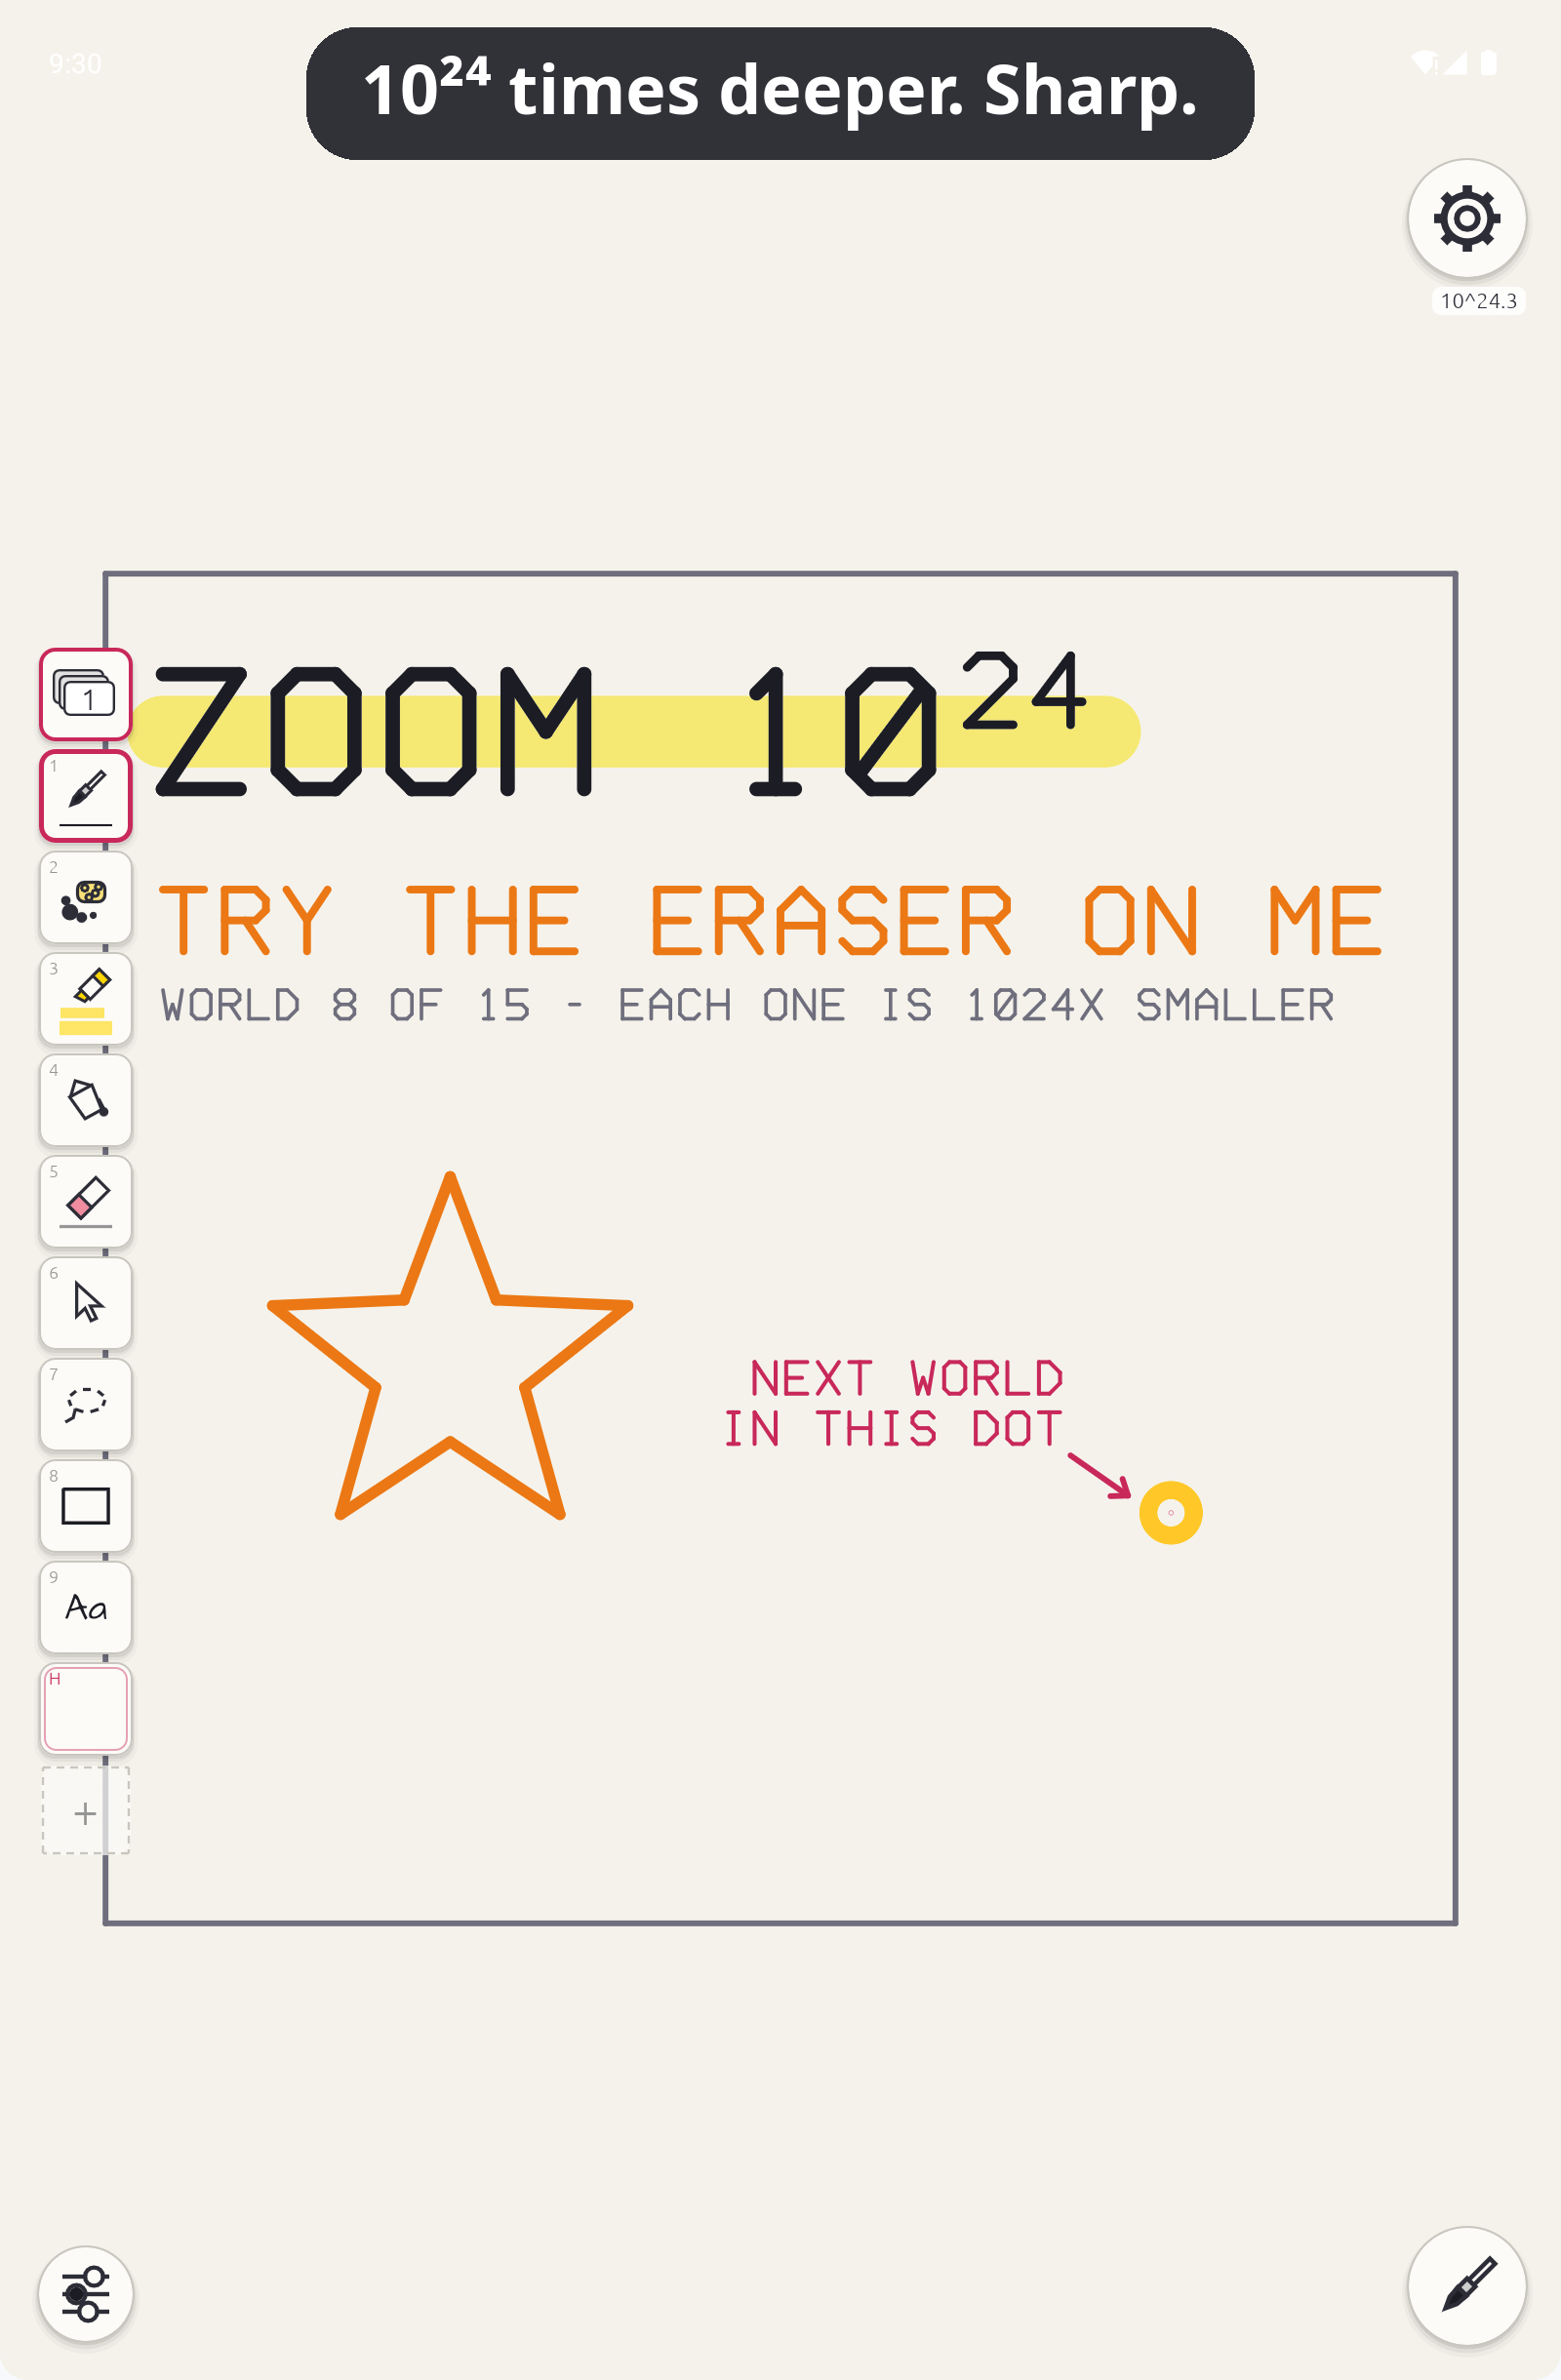 9:30
10²⁴ times deeper. Sharp.
10^24.3
ZOOM 10²⁴
TRY THE ERASER ON ME
WORLD 8 OF 15 - EACH ONE IS 1024X SMALLER
NEXT WORLD
IN THIS DOT
1
1
2
3
4
5
6
7
8
9
Aa
H
+